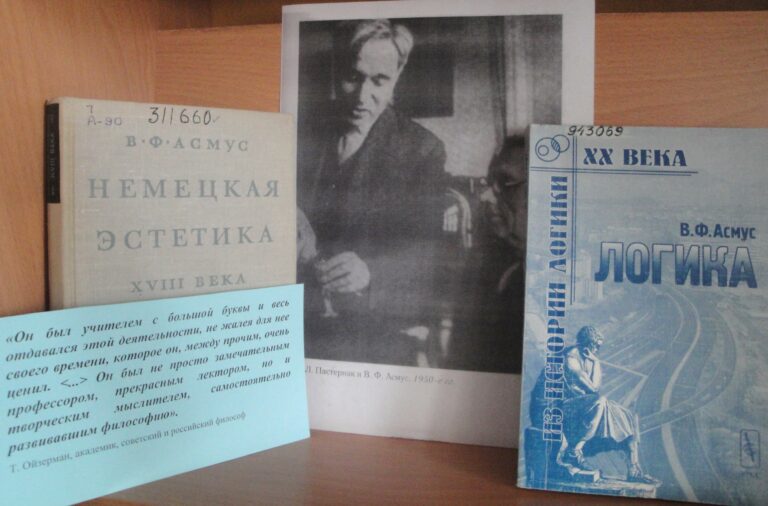 7
А-90
311660
В·Ф·АСМУС
НЕМЕЦКАЯ
ЭСТЕТИКА
XVIII ВЕКА
XVIII ВЕКА
«Он был учителем с большой буквы и весь
отдавался этой деятельности, не жалея для нее
своего времени, которое он, между прочим, очень
ценил. <...> Он был не просто замечательным
профессором, прекрасным лектором, но и
творческим мыслителем, самостоятельно
развивавшим философию».
Т. Ойзерман, академик, советский и российский философ
Л. Пастернак и В. Ф. Асмус. 1950-е гг.
943069
XX ВЕКА
ИЗ ИСТОРИИ ЛОГИКИ
В.Ф.Асмус
ЛОГИКА